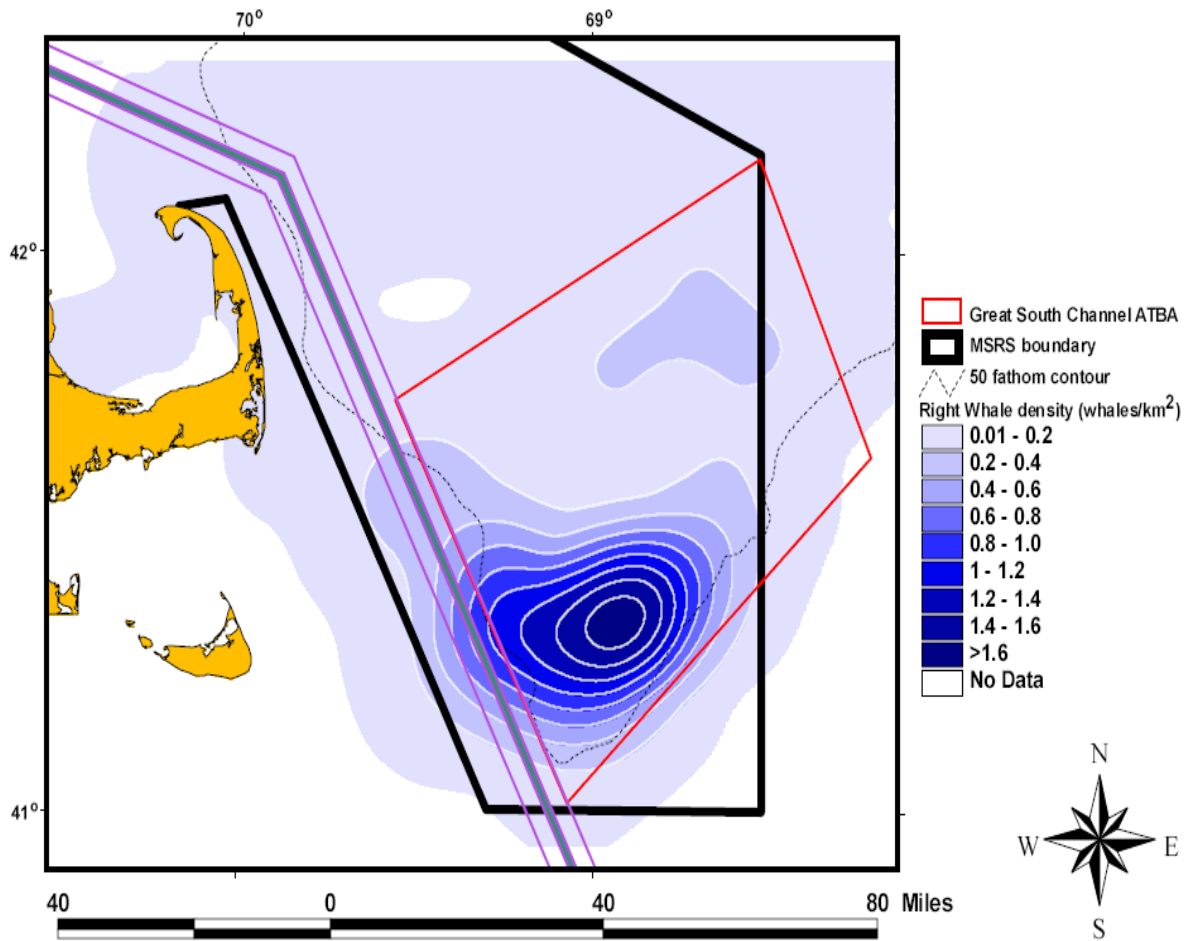 70° 69°
42°
41°
Great South Channel ATBA
MSRS boundary
50 fathom contour
Right Whale density (whales/km²)
0.01 - 0.2
0.2 - 0.4
0.4 - 0.6
0.6 - 0.8
0.8 - 1.0
1 - 1.2
1.2 - 1.4
1.4 - 1.6
>1.6
No Data
N
W E
S
40 0 40 80 Miles